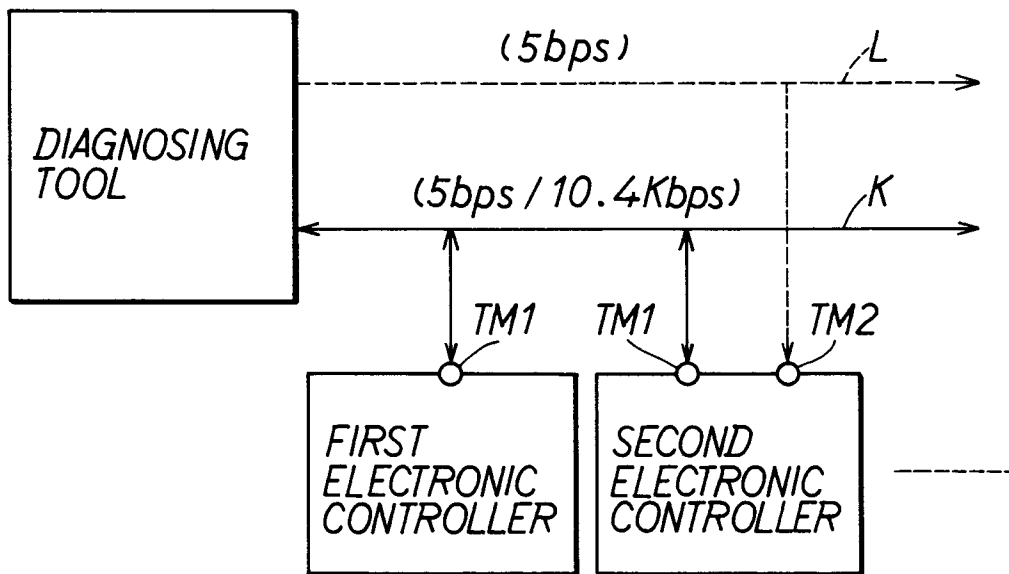 (5bps)
L
DIAGNOSING
TOOL
(5bps / 10.4Kbps)
K
TM1
TM1
TM2
FIRST
ELECTRONIC
CONTROLLER
SECOND
ELECTRONIC
CONTROLLER